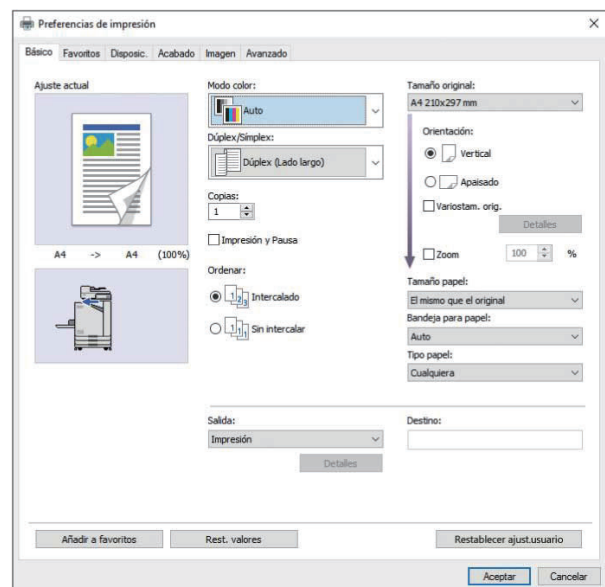 Preferencias de impresión
Básico Favoritos Disposic. Acabado Imagen Avanzado
Ajuste actual
A4 -> A4 (100%)
Modo color:
Auto
Dúplex/Símplex:
Dúplex (Lado largo)
Copias:
1
Impresión y Pausa
Ordenar:
Intercalado
Sin intercalar
Tamaño original:
A4 210x297 mm
Orientación:
Vertical
Apaisado
Variostam. orig.
Detalles
Zoom 100 %
Tamaño papel:
El mismo que el original
Bandeja para papel:
Auto
Tipo papel:
Cualquiera
Salida:
Impresión
Detalles
Destino:
Añadir a favoritos Rest. valores Restablecer ajust.usuario
Aceptar Cancelar